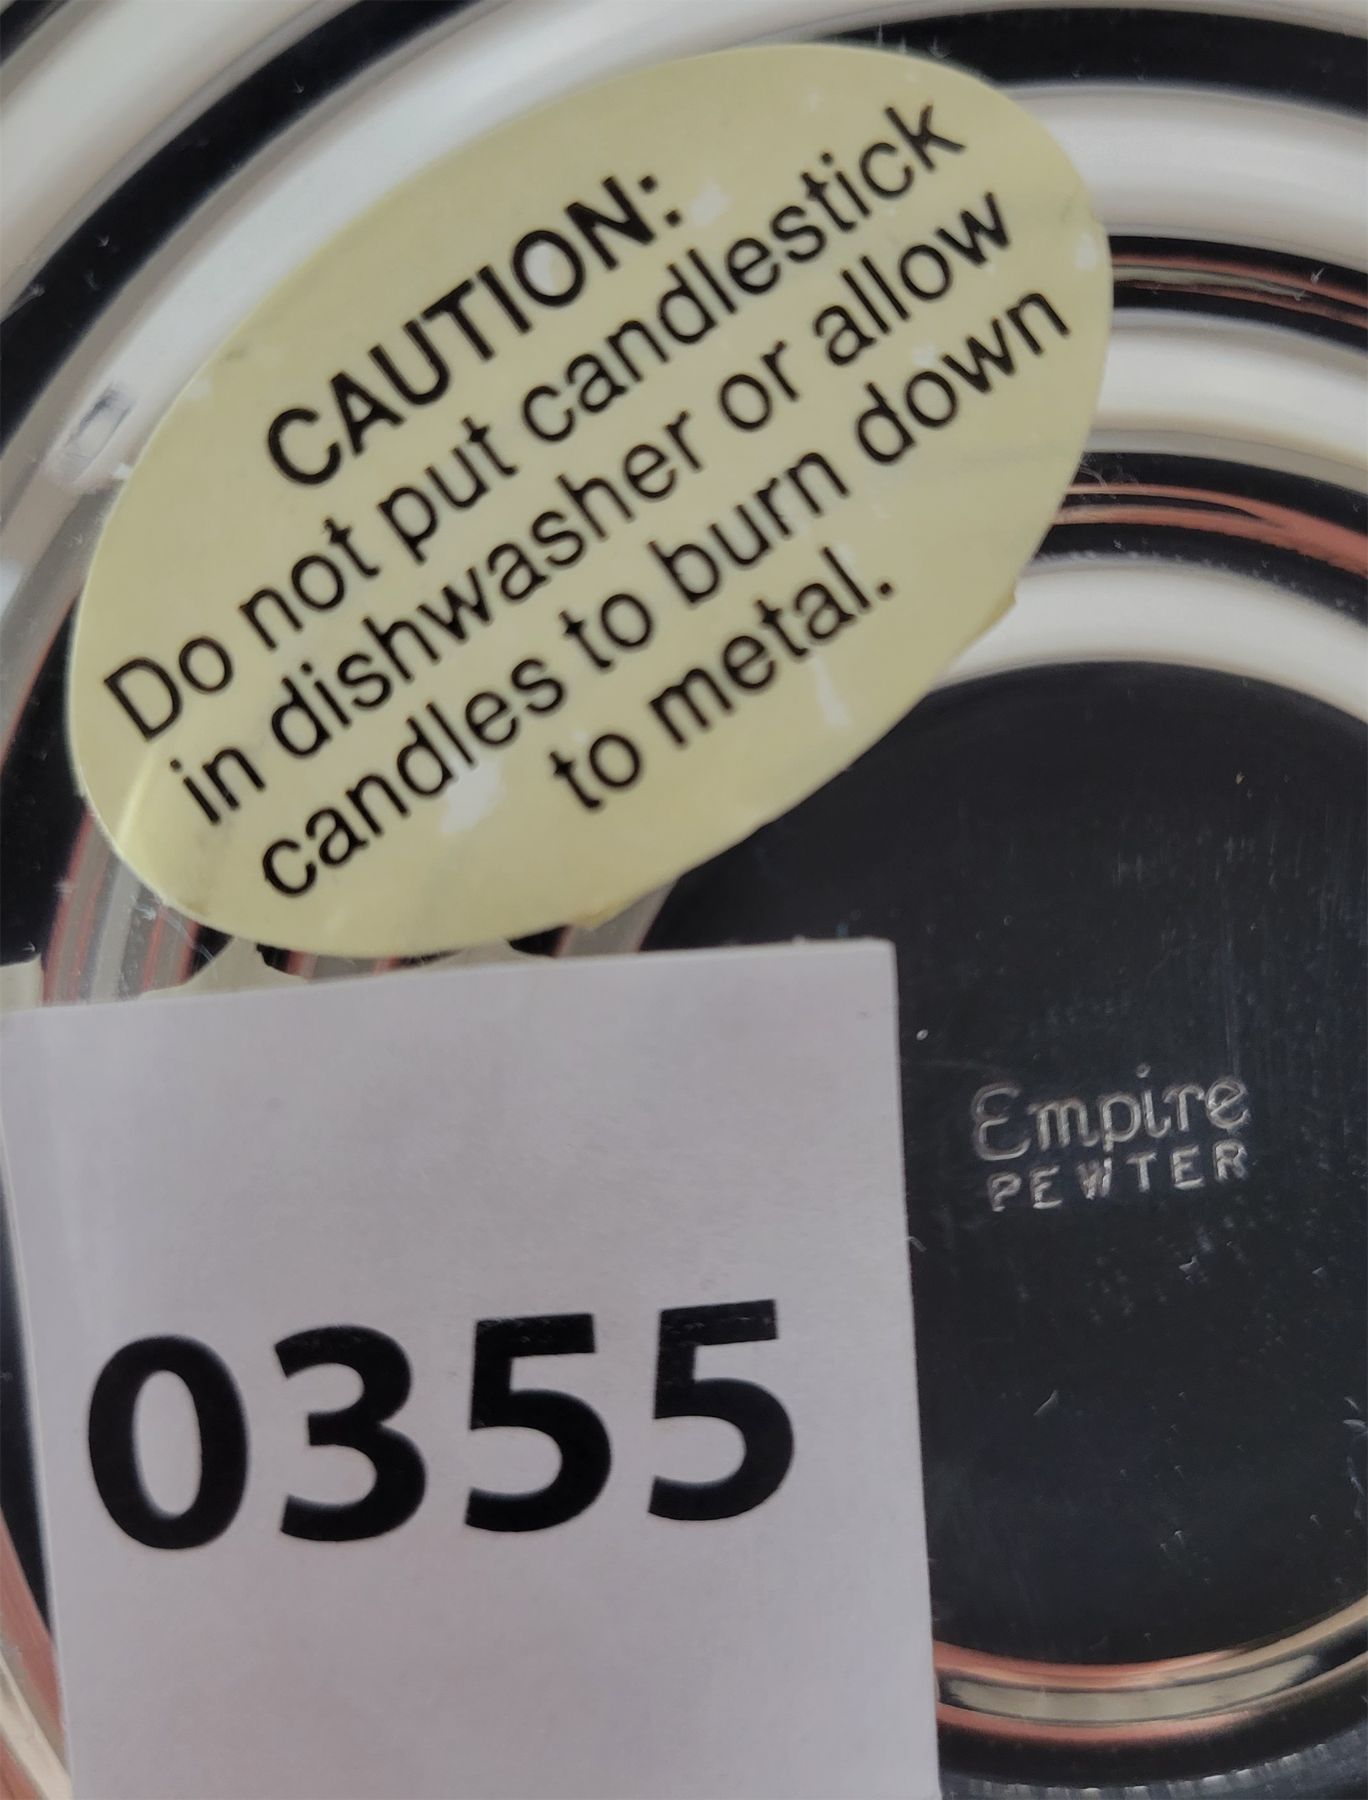 CAUTION:
Do not put candlestick
in dishwasher or allow
candles to burn down
to metal.
Empire
PEWTER
0355